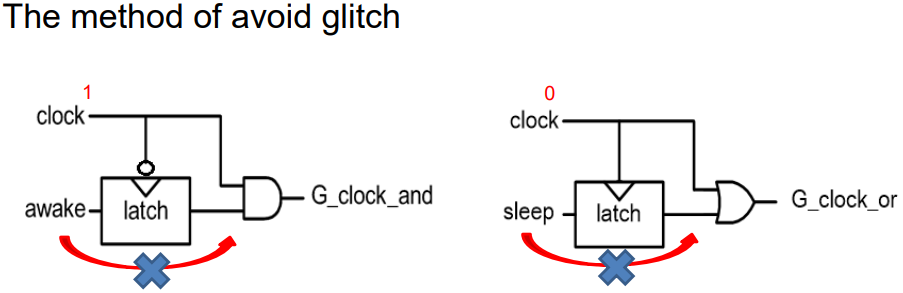 The method of avoid glitch
1
clock
awake
latch
G_clock_and
0
clock
sleep
latch
G_clock_or